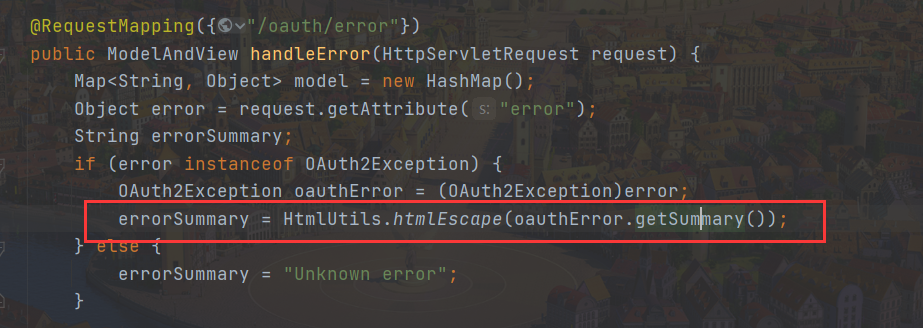 @RequestMapping({"/oauth/error"})
public ModelAndView handleError(HttpServletRequest request) {
    Map<String, Object> model = new HashMap();
    Object error = request.getAttribute( s: "error");
    String errorSummary;
    if (error instanceof OAuth2Exception) {
        OAuth2Exception oauthError = (OAuth2Exception)error;
        errorSummary = HtmlUtils.htmlEscape(oauthError.getSummary());
    } else {
        errorSummary = "Unknown error";
    }